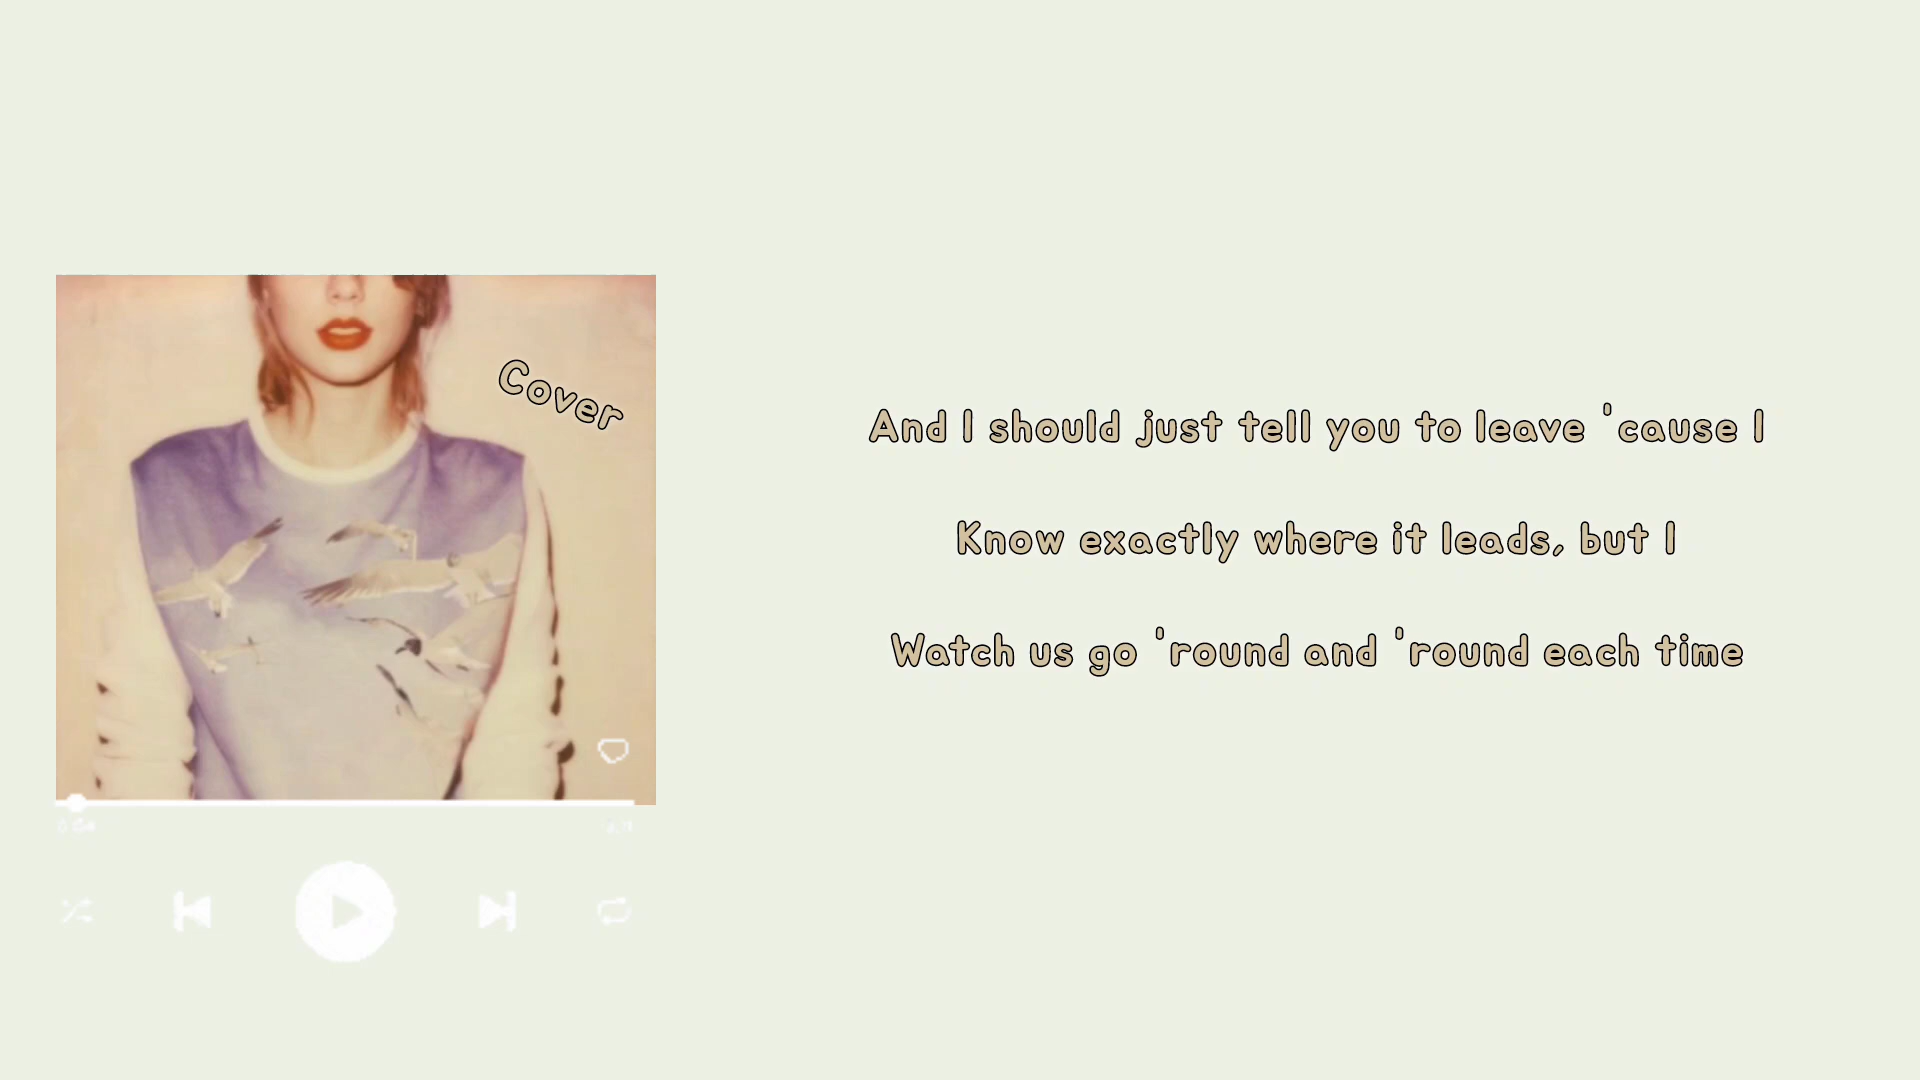 Cover
And I should just tell you to leave 'cause I
Know exactly where it leads, but I
Watch us go 'round and 'round each time